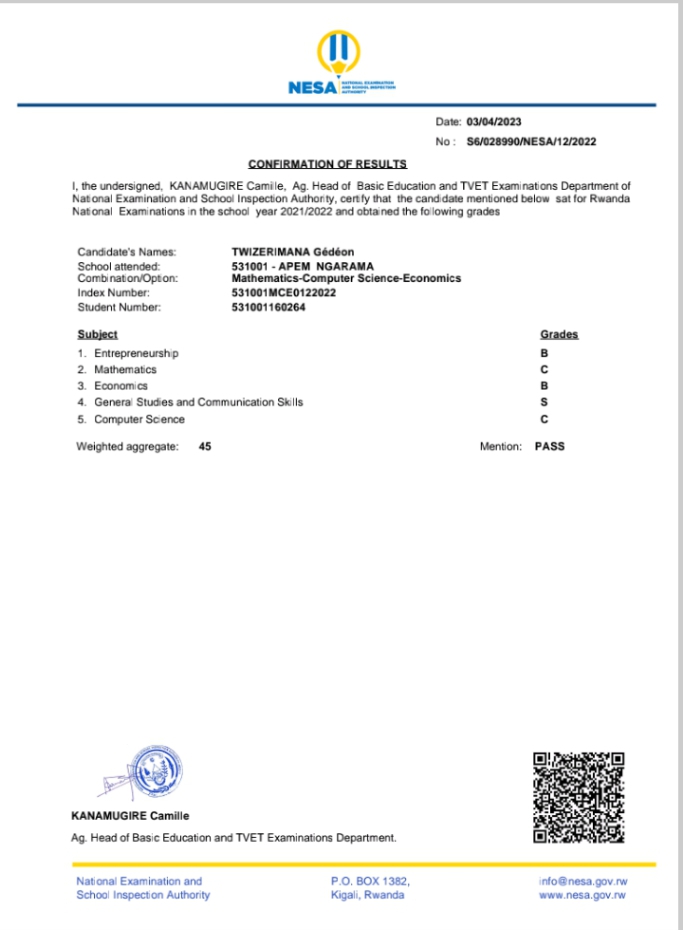 NESA NATIONAL EXAMINATION
AND SCHOOL INSPECTION
AUTHORITY
Date: 03/04/2023
No : S6/028990/NESA/12/2022
CONFIRMATION OF RESULTS
I, the undersigned, KANAMUGIRE Camille, Ag. Head of Basic Education and TVET Examinations Department of
National Examination and School Inspection Authority, certify that the candidate mentioned below sat for Rwanda
National Examinations in the school year 2021/2022 and obtained the following grades
Candidate's Names: TWIZERIMANA Gédéon
School attended: 531001 - APEM NGARAMA
Combination/Option: Mathematics-Computer Science-Economics
Index Number: 531001MCE0122022
Student Number: 531001160264
Subject Grades
1. Entrepreneurship B
2. Mathematics C
3. Economics B
4. General Studies and Communication Skills S
5. Computer Science C
Weighted aggregate: 45 Mention: PASS
KANAMUGIRE Camille
Ag. Head of Basic Education and TVET Examinations Department.
National Examination and P.O. BOX 1382, info@nesa.gov.rw
School Inspection Authority Kigali, Rwanda www.nesa.gov.rw